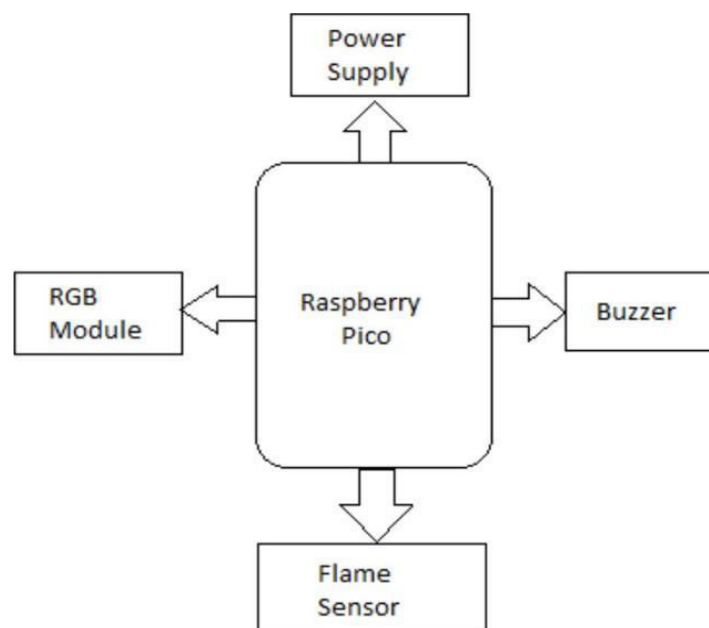 Power
Supply
RGB
Module
Raspberry
Pico
Buzzer
Flame
Sensor